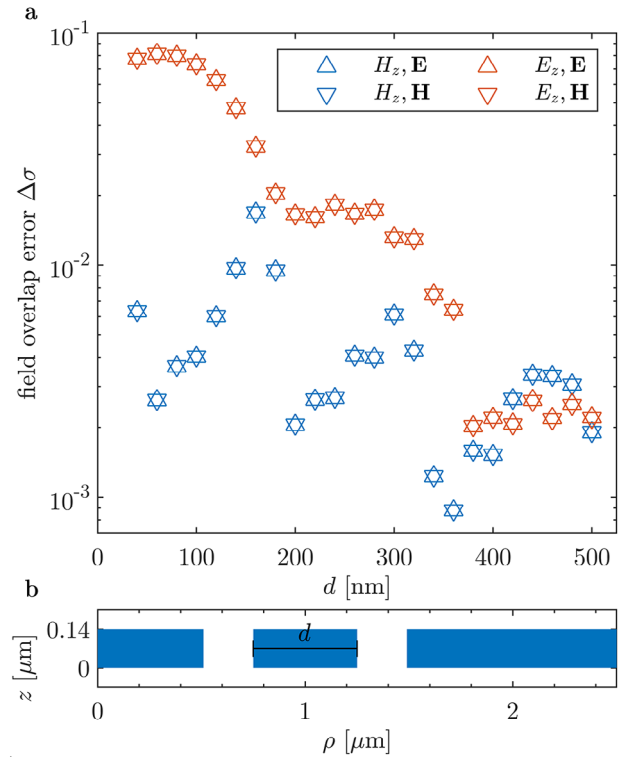 a
10⁻¹
H_z, E
E_z, E
H_z, H
E_z, H
10⁻²
10⁻³
field overlap error Δσ
0 100 200 300 400 500
d [nm]
b
0.14
d
0
z [μm]
0 1 2
ρ [μm]